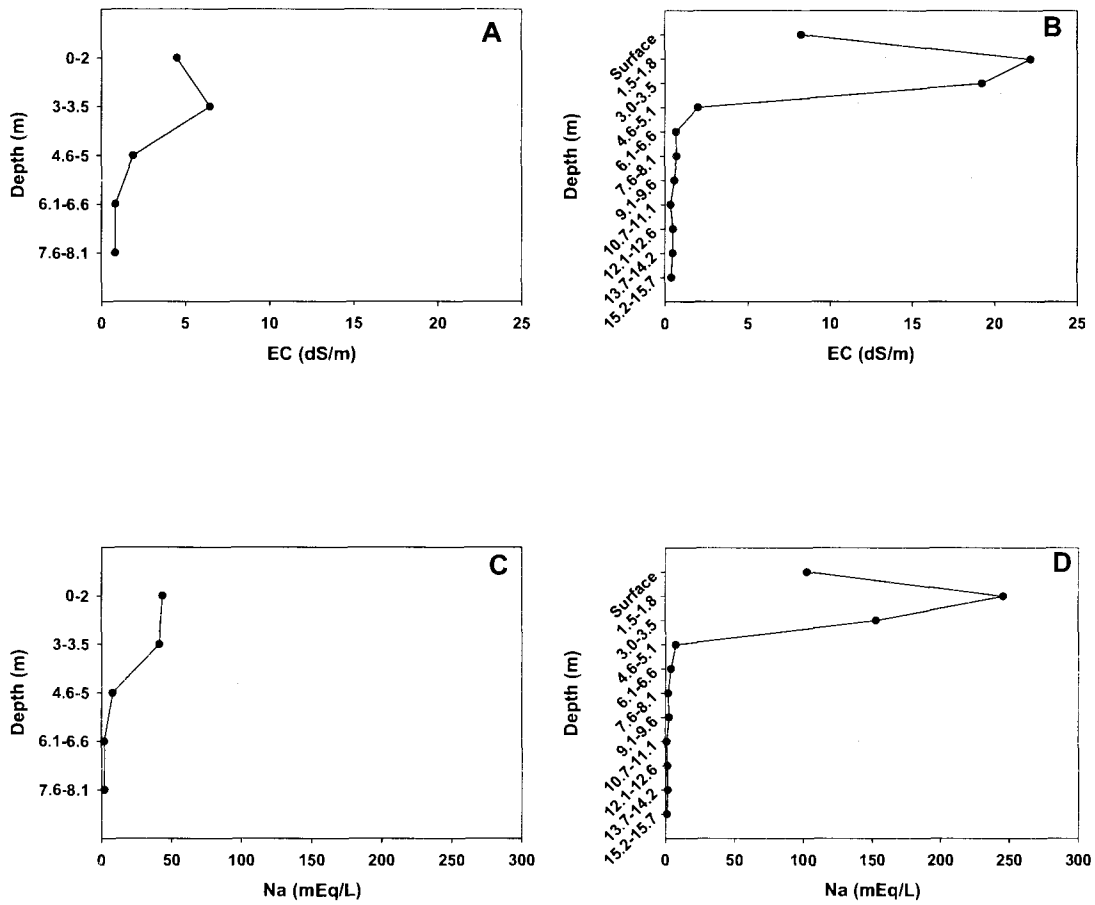 A
Depth (m)
0-2
3-3.5
4.6-5
6.1-6.6
7.6-8.1
0 5 10 15 20 25
EC (dS/m)
B
Depth (m)
Surface
1.5-1.8
3.0-3.5
4.6-5.1
6.1-6.6
7.6-8.1
9.1-9.6
10.7-11.1
12.1-12.6
13.7-14.2
15.2-15.7
0 5 10 15 20 25
EC (dS/m)
C
Depth (m)
0-2
3-3.5
4.6-5
6.1-6.6
7.6-8.1
0 50 100 150 200 250 300
Na (mEq/L)
D
Depth (m)
Surface
1.5-1.8
3.0-3.5
4.6-5.1
6.1-6.6
7.6-8.1
9.1-9.6
10.7-11.1
12.1-12.6
13.7-14.2
15.2-15.7
0 50 100 150 200 250 300
Na (mEq/L)